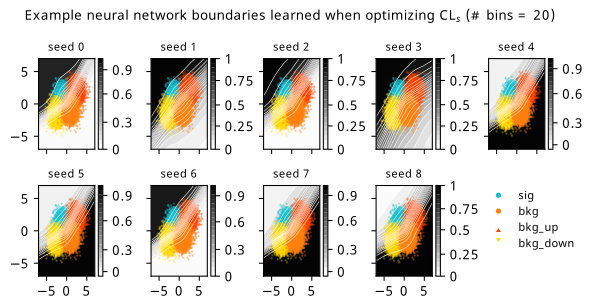 Example neural network boundaries learned when optimizing CLₛ (# bins = 20)
seed 0 seed 1 seed 2 seed 3 seed 4
5 0.9 1 1 1 0.9
0 0.6 0.75 0.75 0.75 0.6
−5 0.3 0.5 0.5 0.5 0.3
0 0.25 0.25 0.25 0
0 0 0
seed 5 seed 6 seed 7 seed 8
5 0.9 0.9 0.9 1
0 0.6 0.6 0.6 0.75
−5 0.3 0.3 0.3 0.5
0 0 0 0.25
0
−5 0 5 −5 0 5 −5 0 5 −5 0 5
sig
bkg
bkg_up
bkg_down